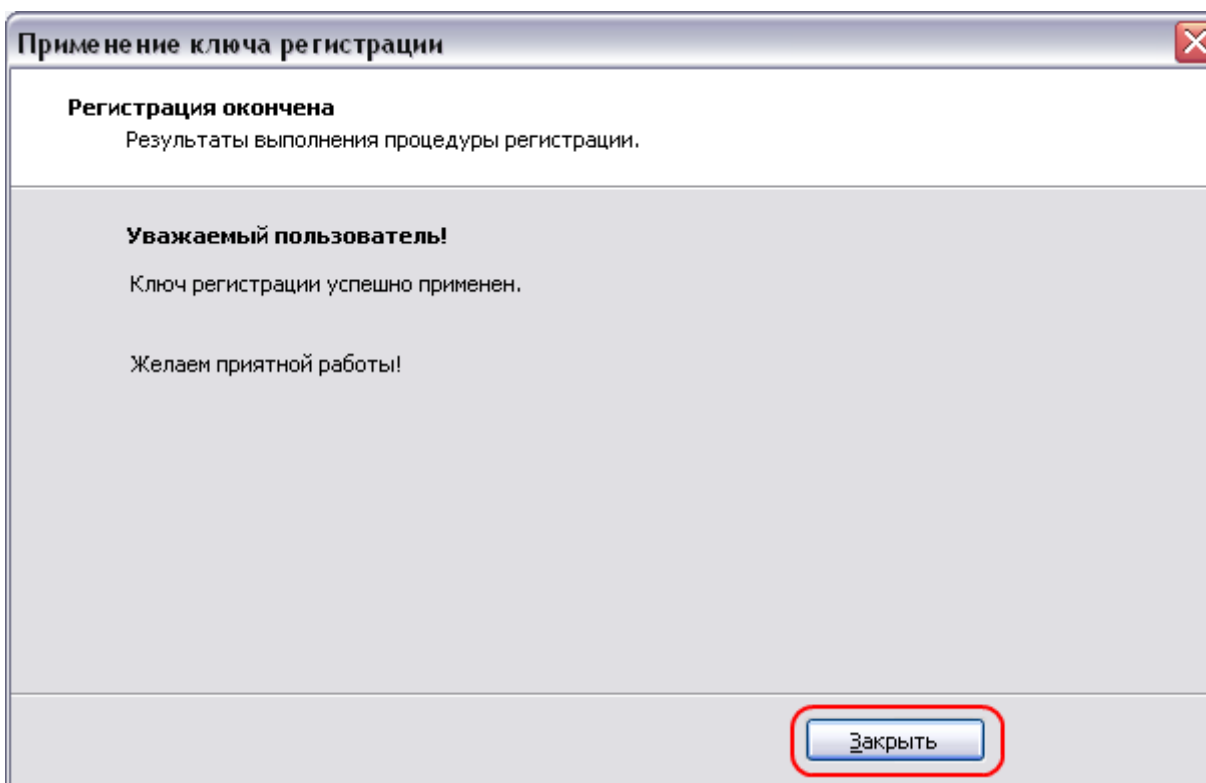 Применение ключа регистрации
Регистрация окончена
Результаты выполнения процедуры регистрации.
Уважаемый пользователь!
Ключ регистрации успешно применен.
Желаем приятной работы!
Закрыть